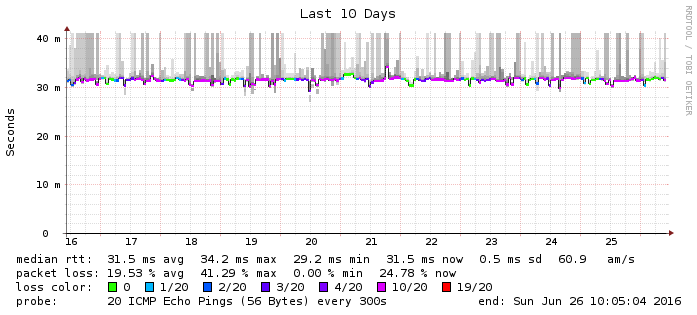 Last 10 Days
RRDTOOL / TOBI OETIKER
Seconds
40 m
30 m
20 m
10 m
0
16 17 18 19 20 21 22 23 24 25
median rtt: 31.5 ms avg 34.2 ms max 29.2 ms min 31.5 ms now 0.5 ms sd 60.9 am/s
packet loss: 19.53 % avg 41.29 % max 0.00 % min 24.78 % now
loss color: 0 1/20 2/20 3/20 4/20 10/20 19/20
probe: 20 ICMP Echo Pings (56 Bytes) every 300s end: Sun Jun 26 10:05:04 2016